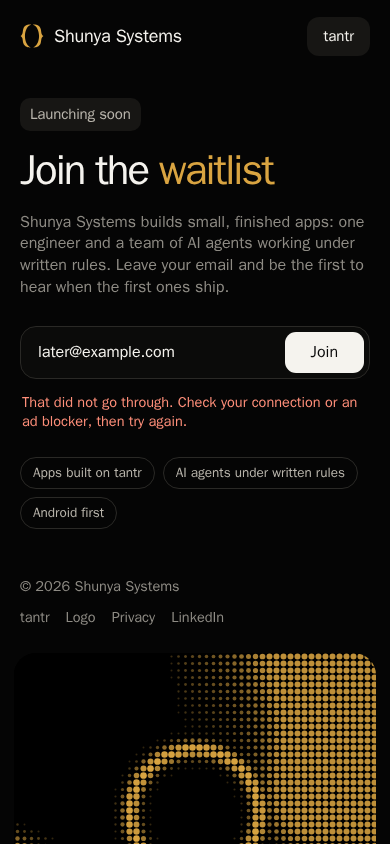 Shunya Systems
tantr
Launching soon
Join the waitlist
Shunya Systems builds small, finished apps: one
engineer and a team of AI agents working under
written rules. Leave your email and be the first to
hear when the first ones ship.
later@example.com
Join
That did not go through. Check your connection or an
ad blocker, then try again.
Apps built on tantr
AI agents under written rules
Android first
© 2026 Shunya Systems
tantr Logo Privacy LinkedIn